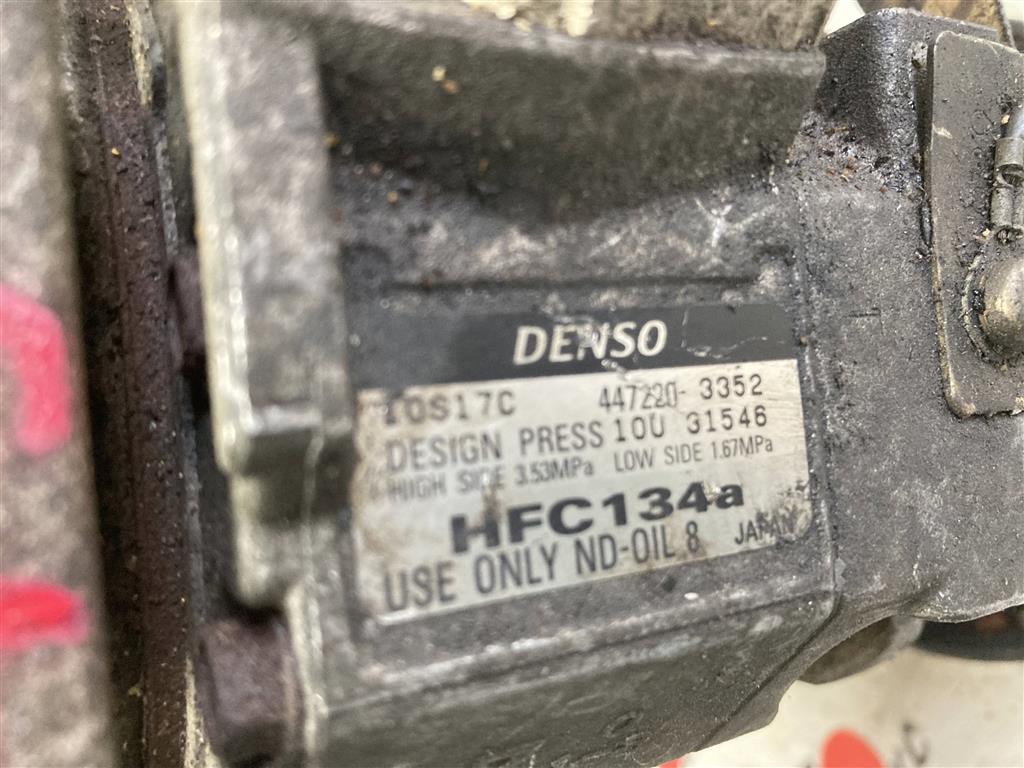 DENSO
10S17C 447220-3352
DESIGN PRESS 10U 31546
HIGH SIDE 3.53MPa LOW SIDE 1.67MPa
HFC134a
USE ONLY ND-OIL 8 JAPAN